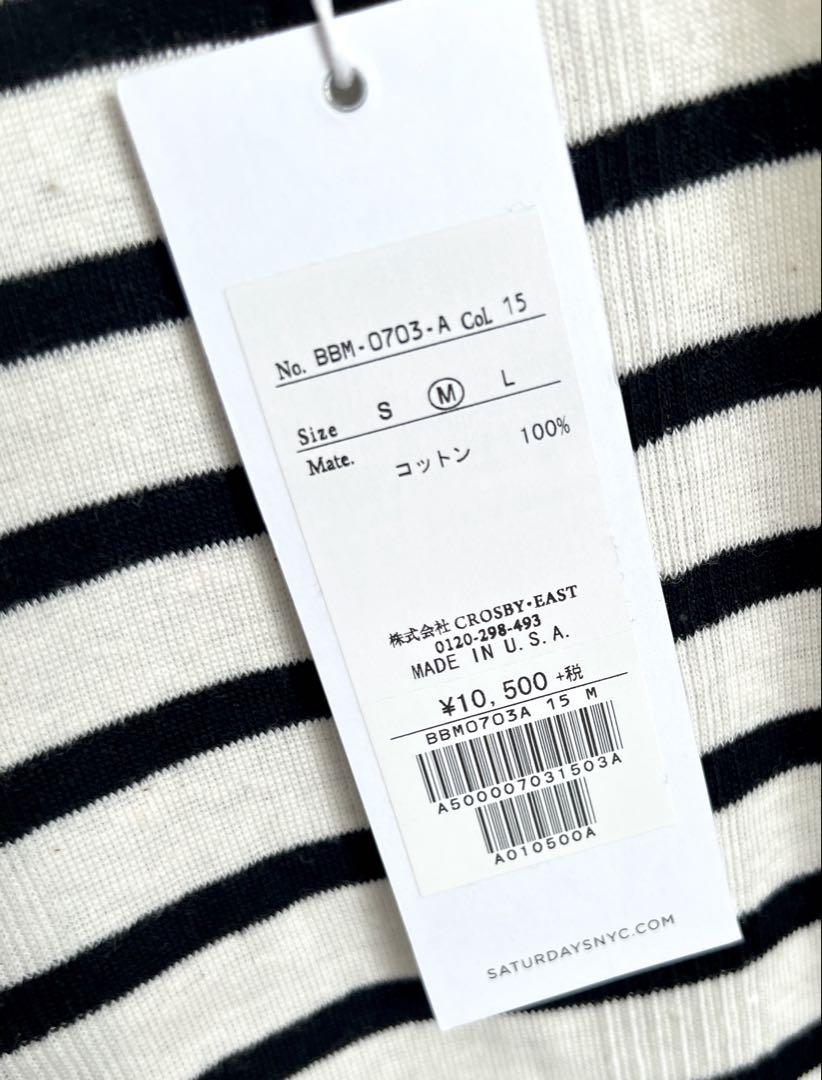 No. BBM-0703-A CoL 15
Size S M L
Mate. コットン 100%
株式会社 CROSBY・EAST
0120-298-493
MADE IN U.S.A.
¥10,500 +税
BBM0703A 15 M
A500007031503A
A010500A
SATURDAYSNYC.COM